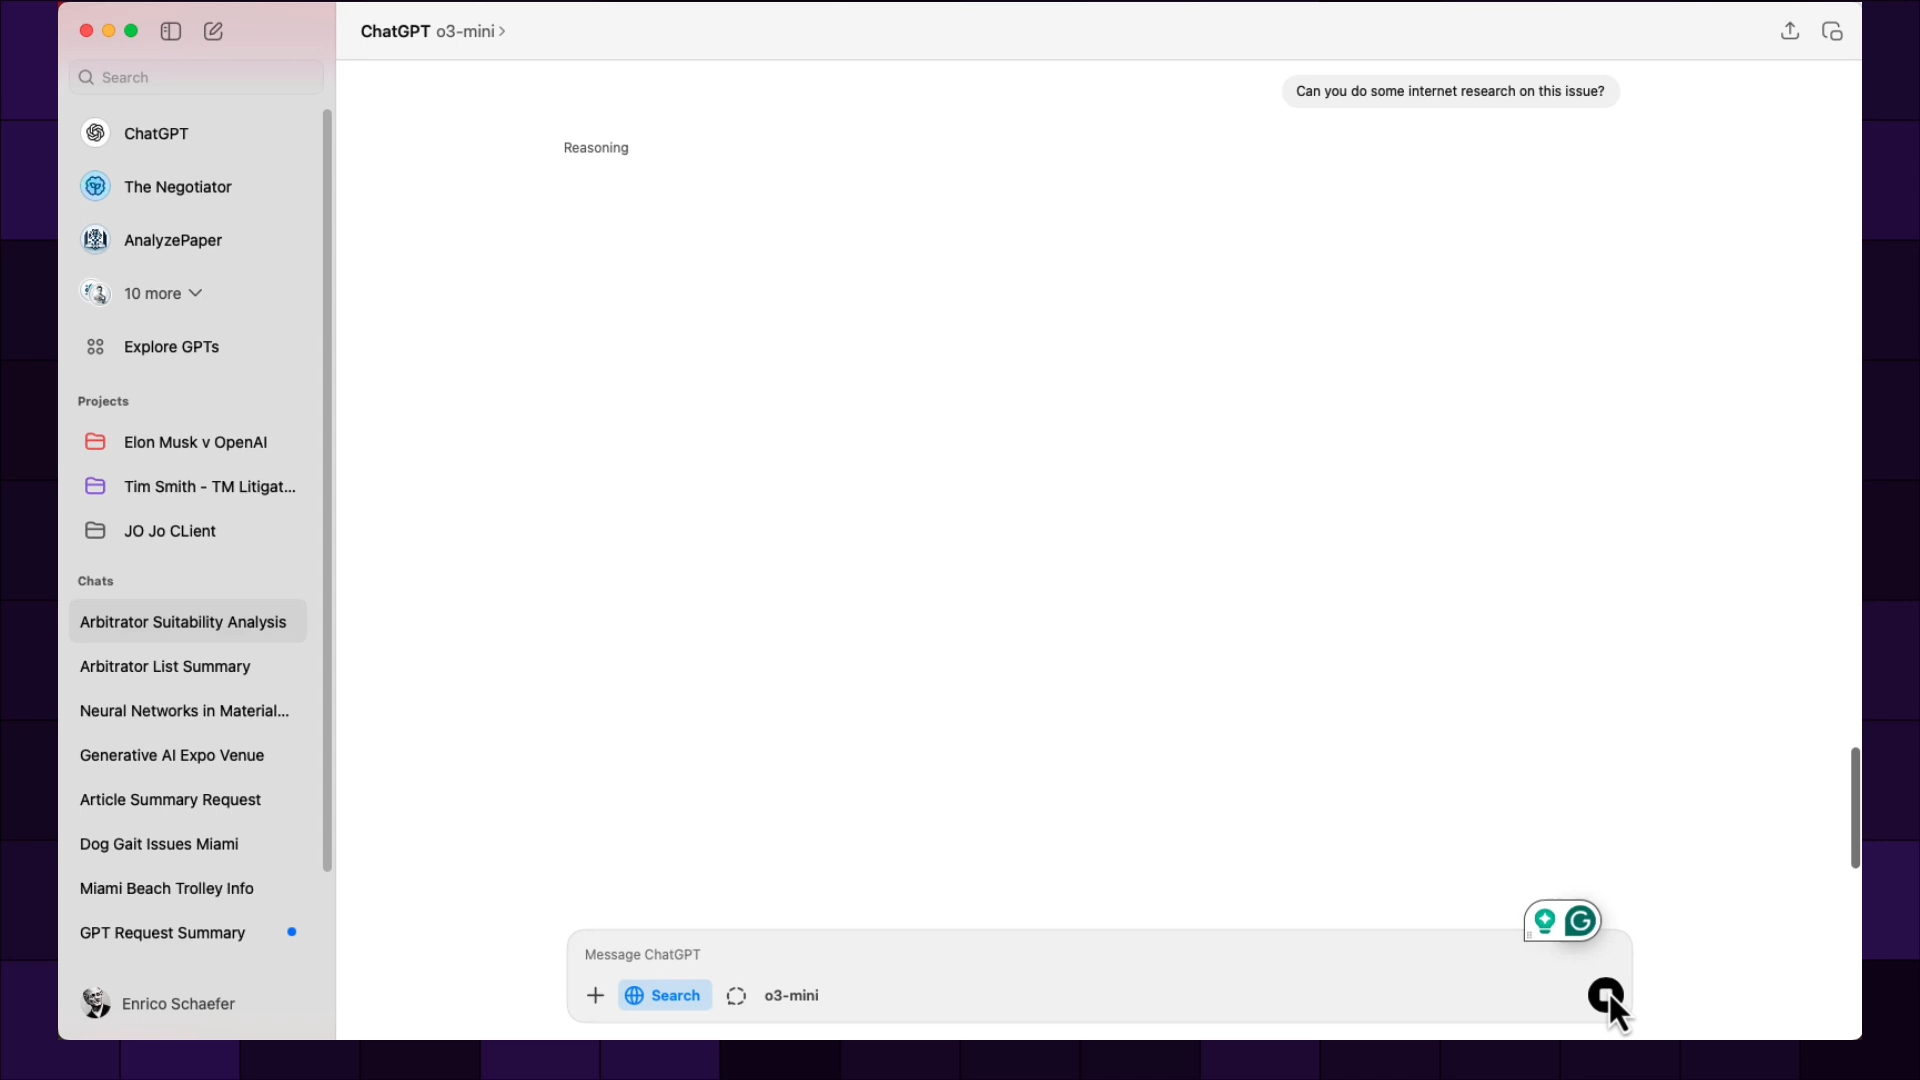 ChatGPT o3-mini
Search
ChatGPT
The Negotiator
AnalyzePaper
10 more
Explore GPTs
Projects
Elon Musk v OpenAI
Tim Smith - TM Litigat...
JO Jo CLient
Chats
Arbitrator Suitability Analysis
Arbitrator List Summary
Neural Networks in Material...
Generative AI Expo Venue
Article Summary Request
Dog Gait Issues Miami
Miami Beach Trolley Info
GPT Request Summary
Enrico Schaefer
Can you do some internet research on this issue?
Reasoning
Message ChatGPT
Search o3-mini